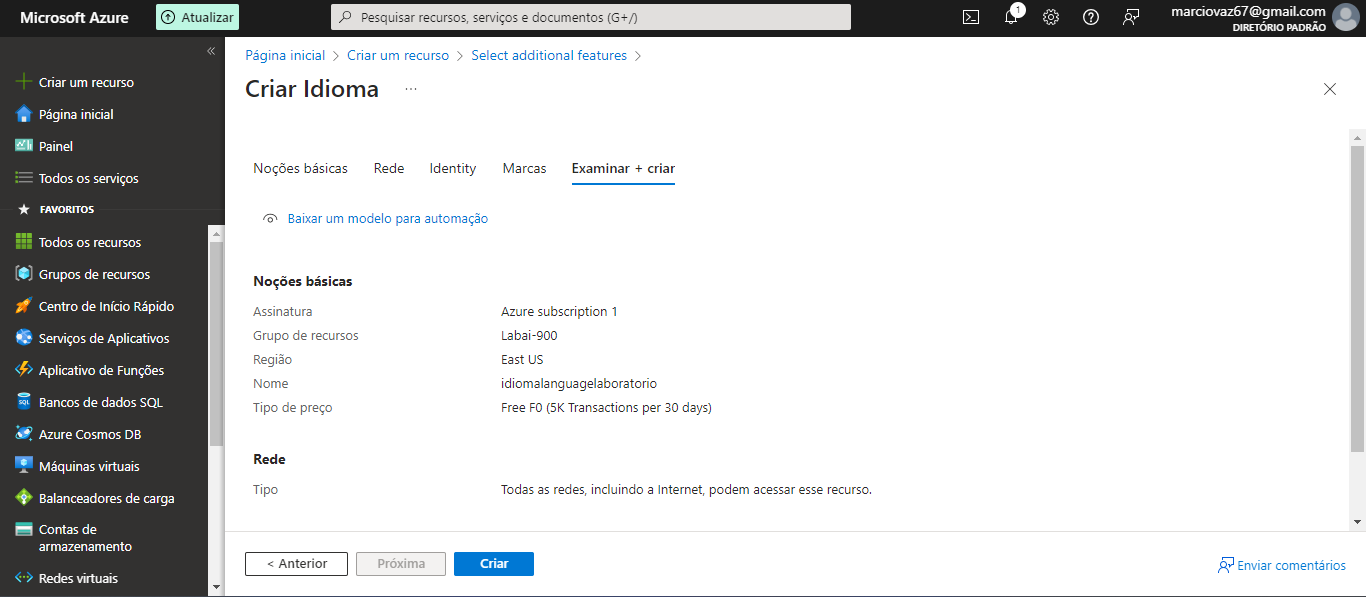 Microsoft Azure
Atualizar
Pesquisar recursos, serviços e documentos (G+/)
1
marciovaz67@gmail.com
DIRETÓRIO PADRÃO
«
Criar um recurso
Página inicial
Painel
Todos os serviços
FAVORITOS
Todos os recursos
Grupos de recursos
Centro de Início Rápido
Serviços de Aplicativos
Aplicativo de Funções
Bancos de dados SQL
Azure Cosmos DB
Máquinas virtuais
Balanceadores de carga
Contas de
armazenamento
Redes virtuais
Página inicial > Criar um recurso > Select additional features >
Criar Idioma ...
Noções básicas Rede Identity Marcas Examinar + criar
Baixar um modelo para automação
Noções básicas
Assinatura Azure subscription 1
Grupo de recursos Labai-900
Região East US
Nome idiomalanguagelaboratorio
Tipo de preço Free F0 (5K Transactions per 30 days)
Rede
Tipo Todas as redes, incluindo a Internet, podem acessar esse recurso.
< Anterior Próxima Criar
Enviar comentários